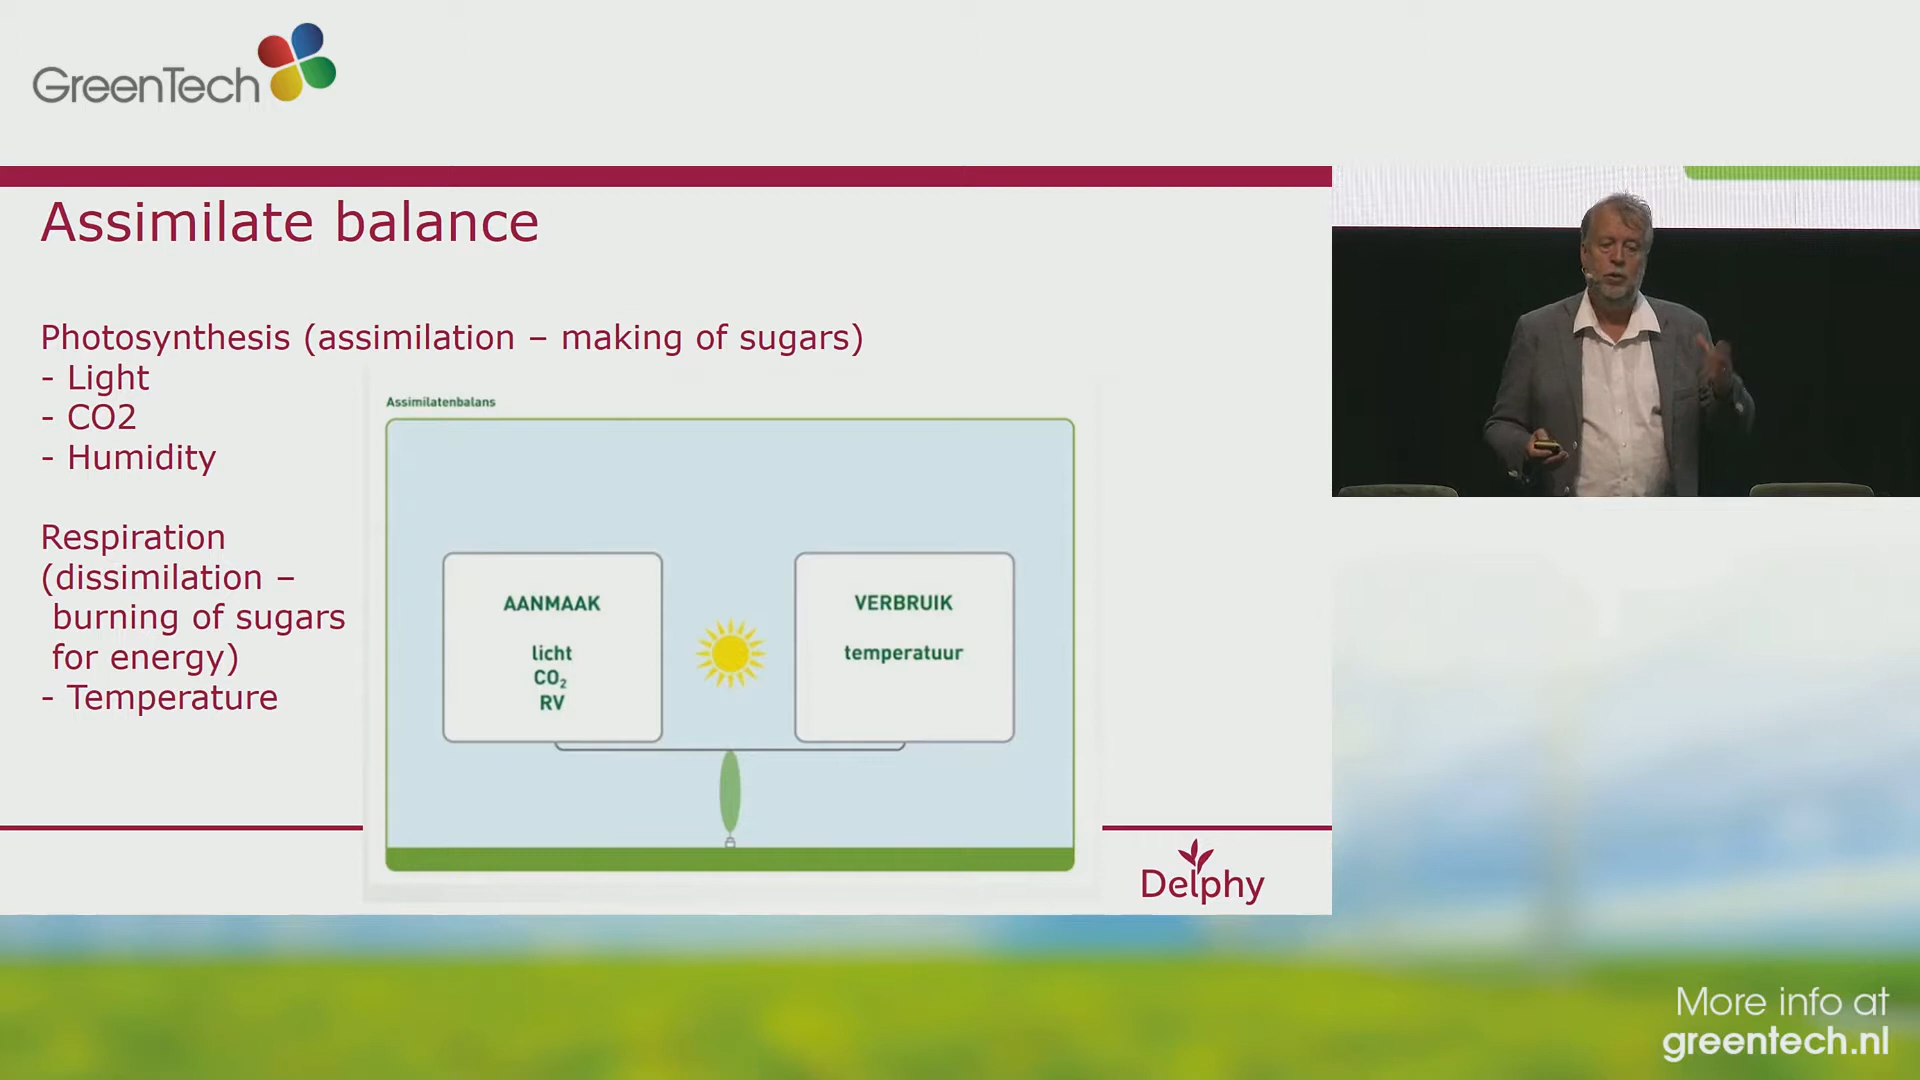 GreenTech
Assimilate balance
Photosynthesis (assimilation – making of sugars)
- Light
- CO2
- Humidity
Respiration
(dissimilation –
burning of sugars
for energy)
- Temperature
Assimilatenbalans
AANMAAK
licht
CO₂
RV
VERBRUIK
temperatuur
Delphy
More info at
greentech.nl